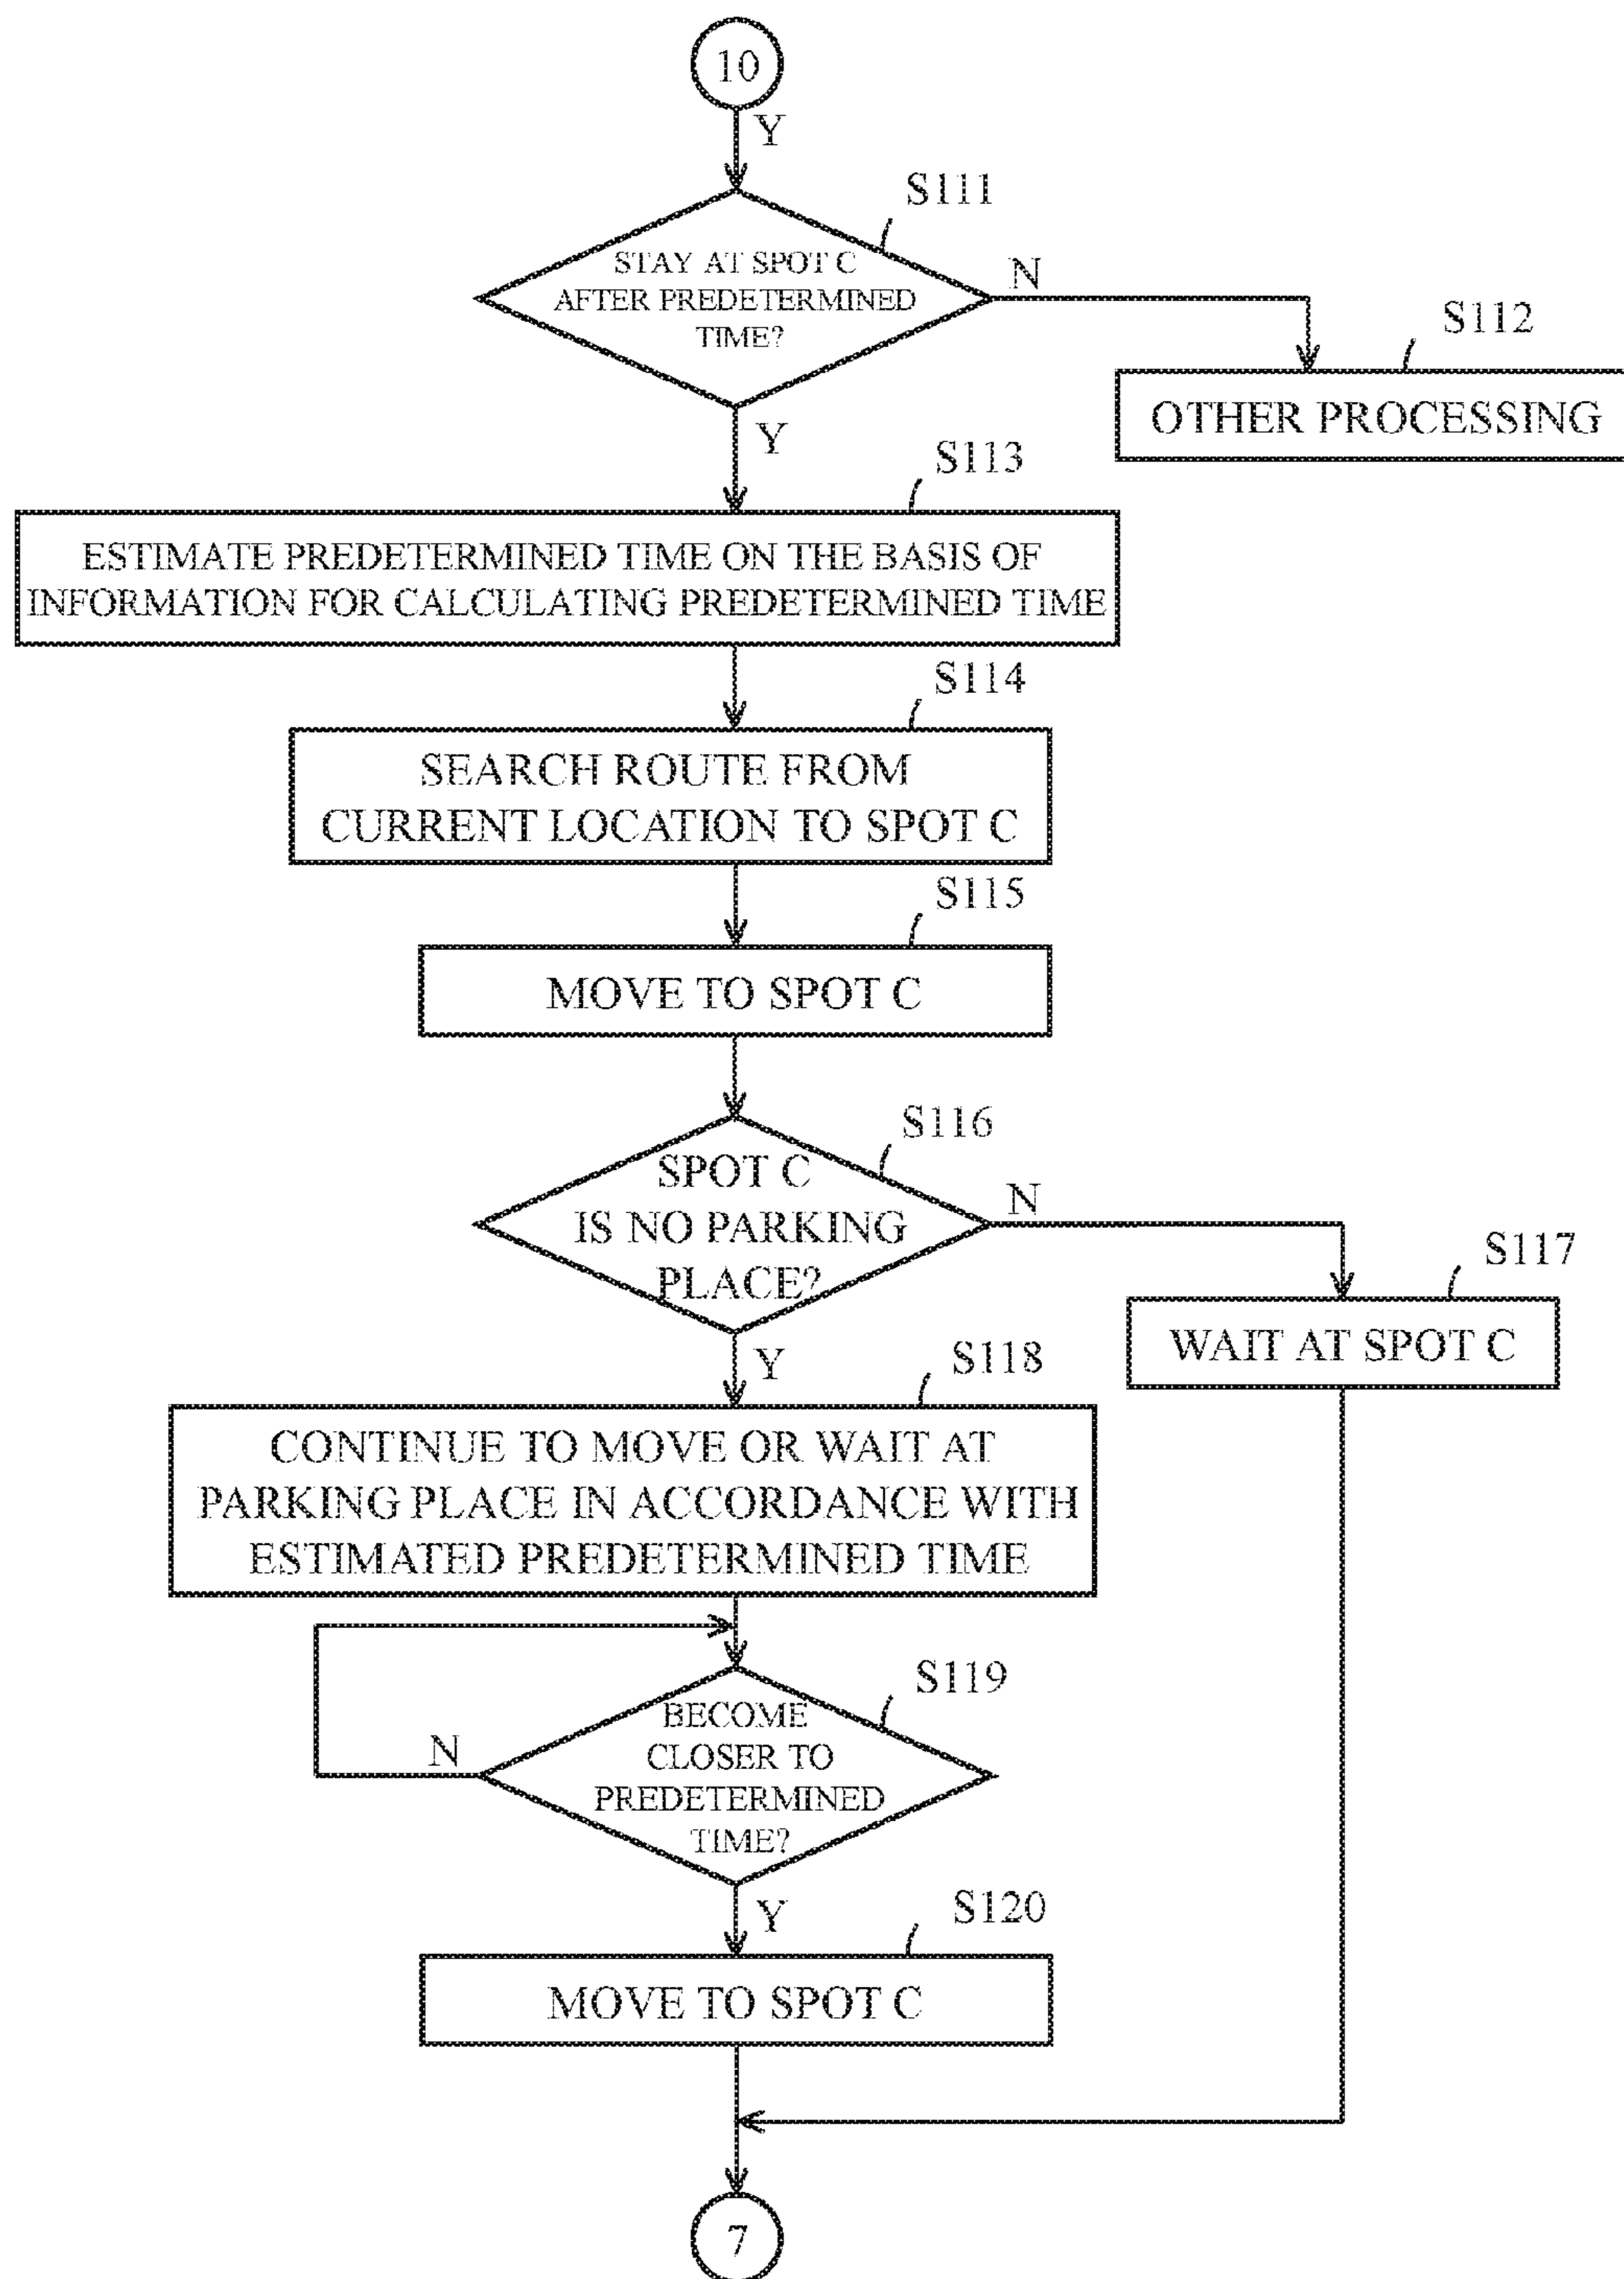 10
Y
S111
STAY AT SPOT C
AFTER PREDETERMINED
TIME?
N
S112
OTHER PROCESSING
Y
S113
ESTIMATE PREDETERMINED TIME ON THE BASIS OF
INFORMATION FOR CALCULATING PREDETERMINED TIME
S114
SEARCH ROUTE FROM
CURRENT LOCATION TO SPOT C
S115
MOVE TO SPOT C
S116
SPOT C
IS NO PARKING
PLACE?
N
S117
WAIT AT SPOT C
Y
S118
CONTINUE TO MOVE OR WAIT AT
PARKING PLACE IN ACCORDANCE WITH
ESTIMATED PREDETERMINED TIME
S119
BECOME
CLOSER TO
PREDETERMINED
TIME?
N
Y
S120
MOVE TO SPOT C
7